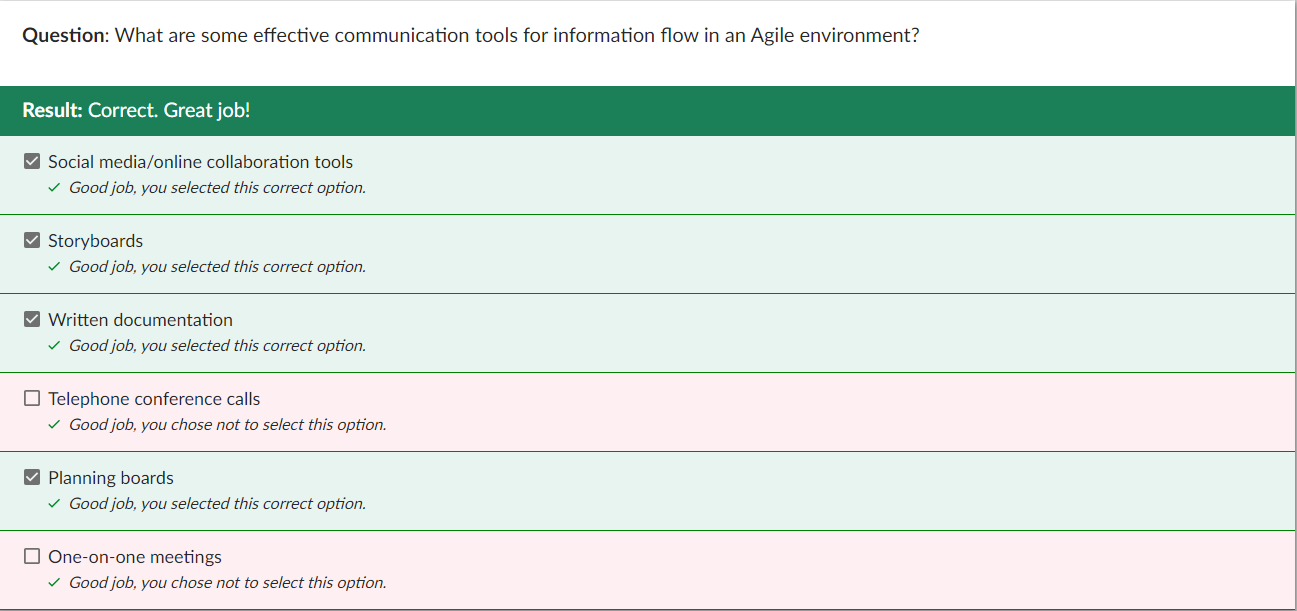 Question: What are some effective communication tools for information flow in an Agile environment?
Result: Correct. Great job!
Social media/online collaboration tools
Good job, you selected this correct option.
Storyboards
Good job, you selected this correct option.
Written documentation
Good job, you selected this correct option.
Telephone conference calls
Good job, you chose not to select this option.
Planning boards
Good job, you selected this correct option.
One-on-one meetings
Good job, you chose not to select this option.